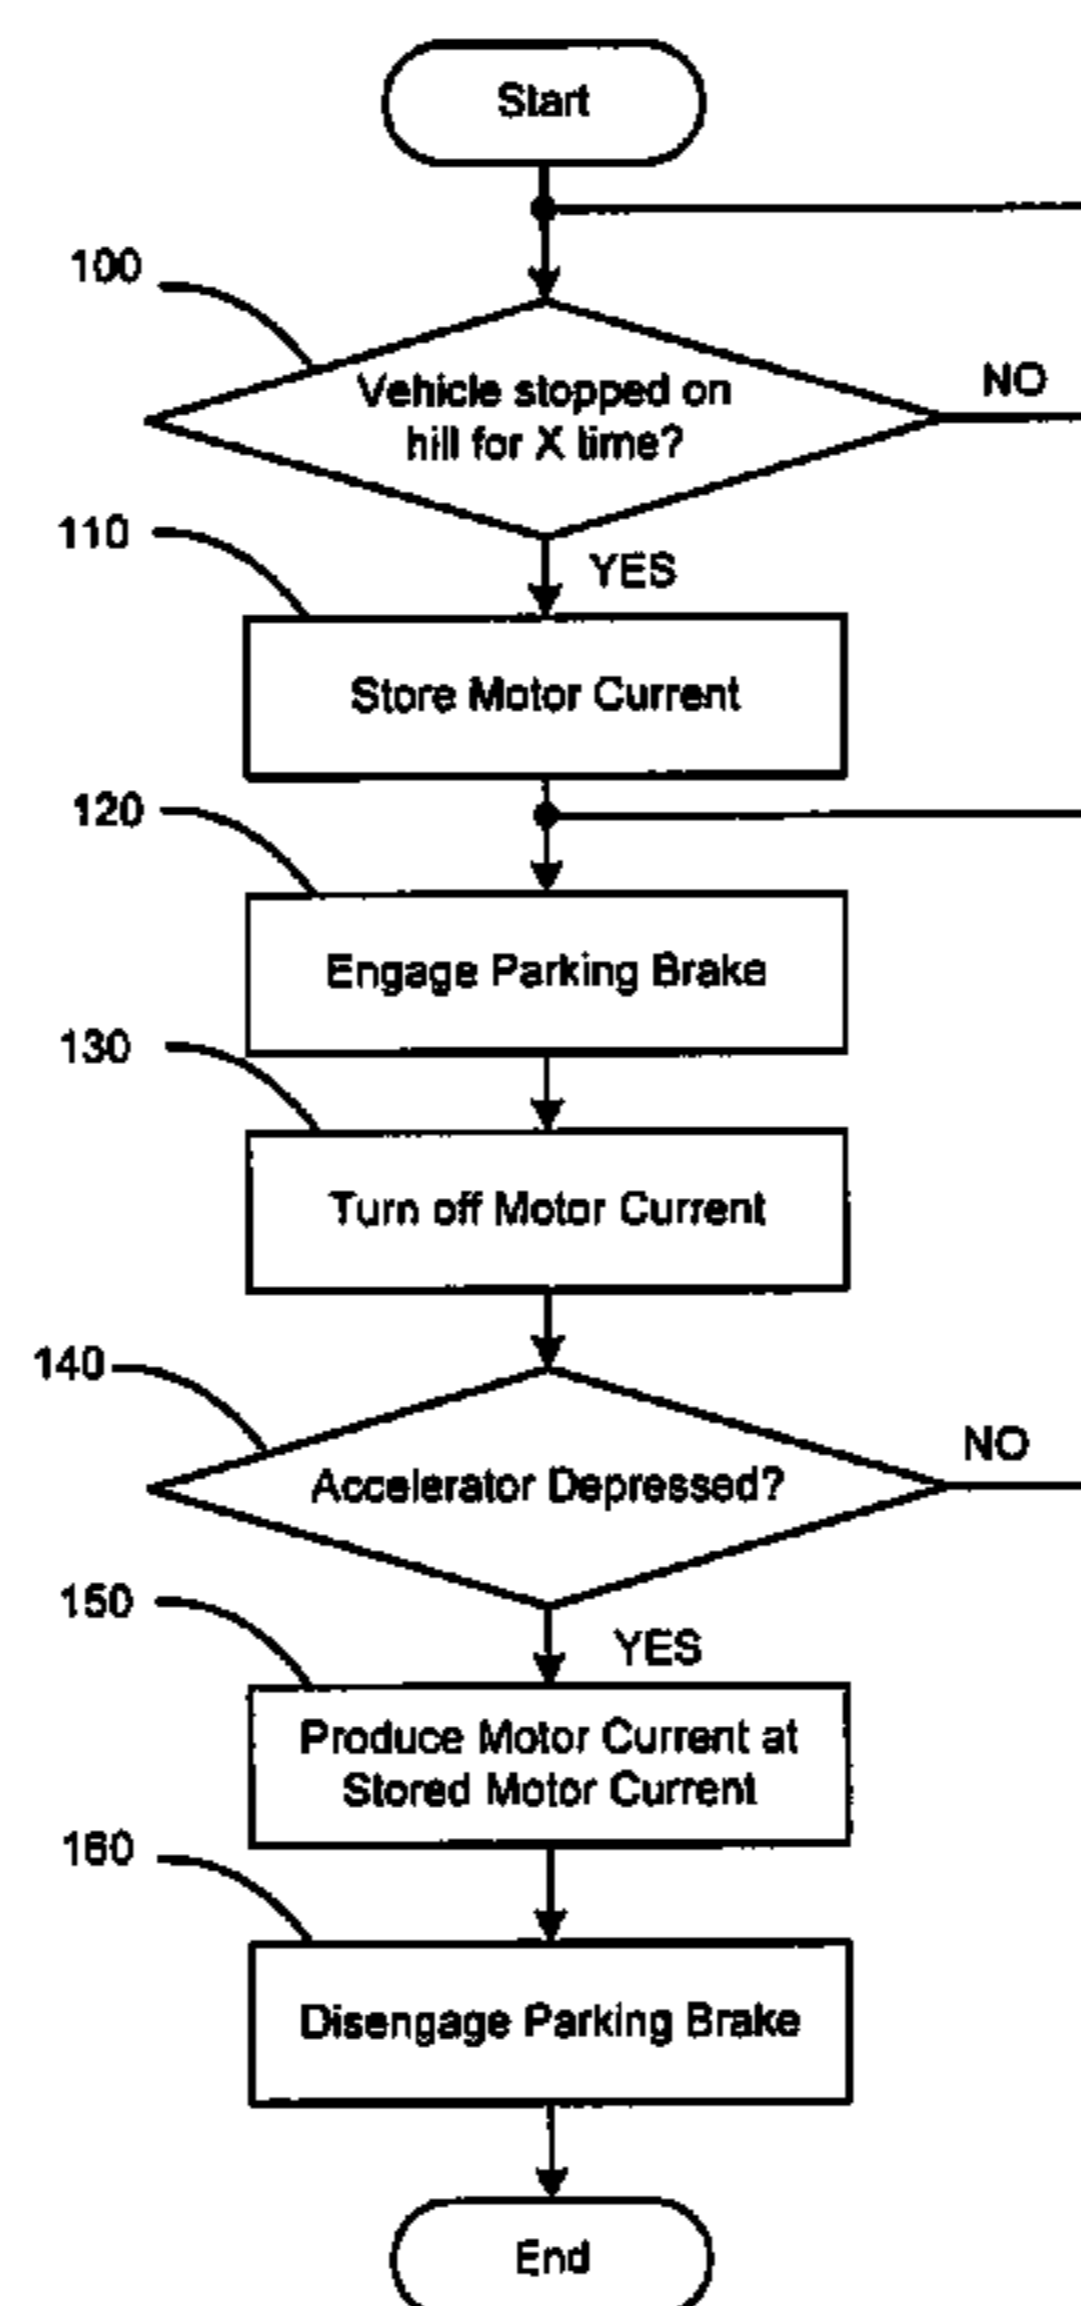 Start
100
Vehicle stopped on
hill for X time?
NO
YES
110
Store Motor Current
120
Engage Parking Brake
130
Turn off Motor Current
140
Accelerator Depressed?
NO
YES
150
Produce Motor Current at
Stored Motor Current
160
Disengage Parking Brake
End